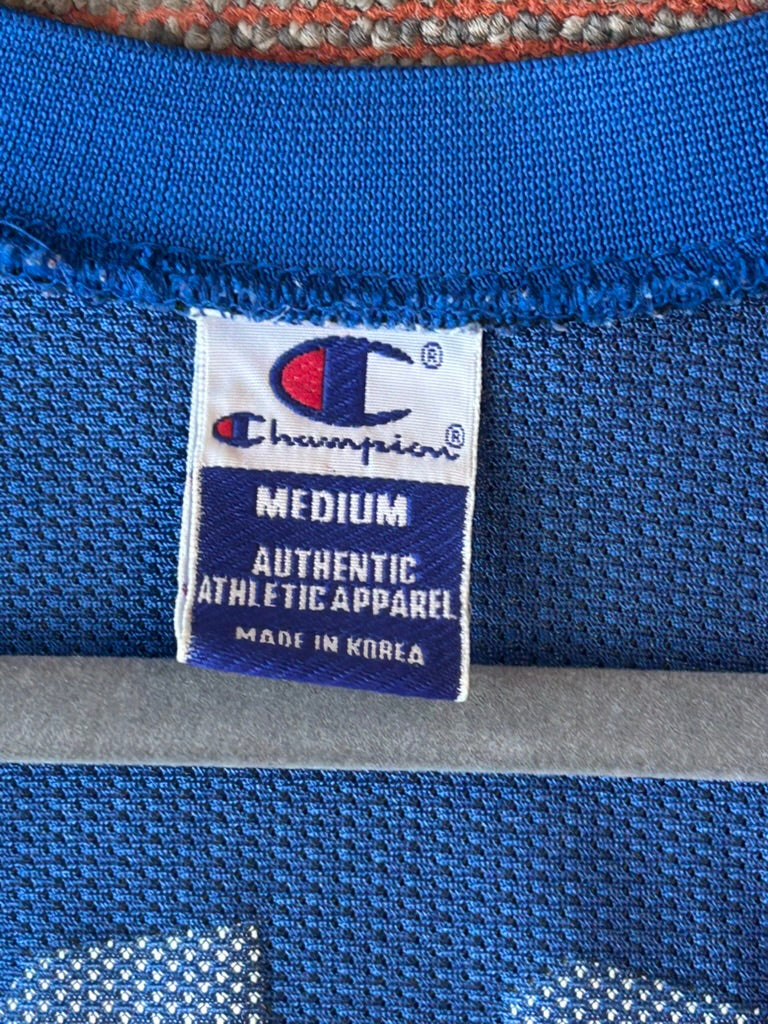 ®
Champion®
MEDIUM
AUTHENTIC
ATHLETIC APPAREL
MADE IN KOREA